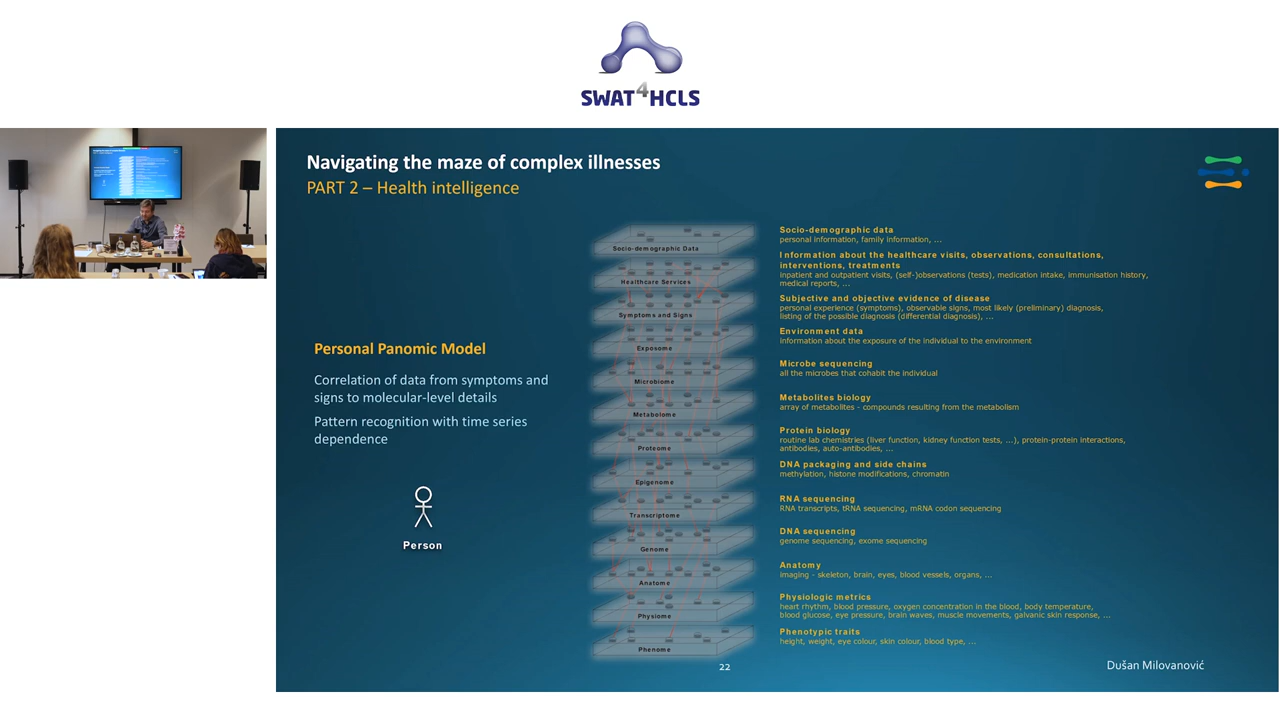 SWAT4HCLS
Navigating the maze of complex illnesses
PART 2 – Health intelligence
Personal Panomic Model
Correlation of data from symptoms and
signs to molecular-level details
Pattern recognition with time series
dependence
Person
Socio-demographic Data
Healthcare Services
Symptoms and Signs
Exposome
Microbiome
Metabolome
Proteome
Epigenome
Transcriptome
Genome
Anatome
Physiome
Phenome
Socio-demographic data
personal information, family information, ...
Information about the healthcare visits, observations, consultations,
interventions, treatments
inpatient and outpatient visits, (self-)observations (tests), medication intake, immunisation history,
medical reports, ...
Subjective and objective evidence of disease
personal experience (symptoms), observable signs, most likely (preliminary) diagnosis,
listing of the possible diagnosis (differential diagnosis), ...
Environment data
information about the exposure of the individual to the environment
Microbe sequencing
all the microbes that cohabit the individual
Metabolites biology
array of metabolites - compounds resulting from the metabolism
Protein biology
routine lab chemistries (liver function, kidney function tests, ...), protein-protein interactions,
antibodies, auto-antibodies, ...
DNA packaging and side chains
methylation, histone modifications, chromatin
RNA sequencing
RNA transcripts, tRNA sequencing, mRNA codon sequencing
DNA sequencing
genome sequencing, exome sequencing
Anatomy
imaging - skeleton, brain, eyes, blood vessels, organs, ...
Physiologic metrics
heart rhythm, blood pressure, oxygen concentration in the blood, body temperature,
blood glucose, eye pressure, brain waves, muscle movements, galvanic skin response, ...
Phenotypic traits
height, weight, eye colour, skin colour, blood type, ...
22
Dušan Milovanović